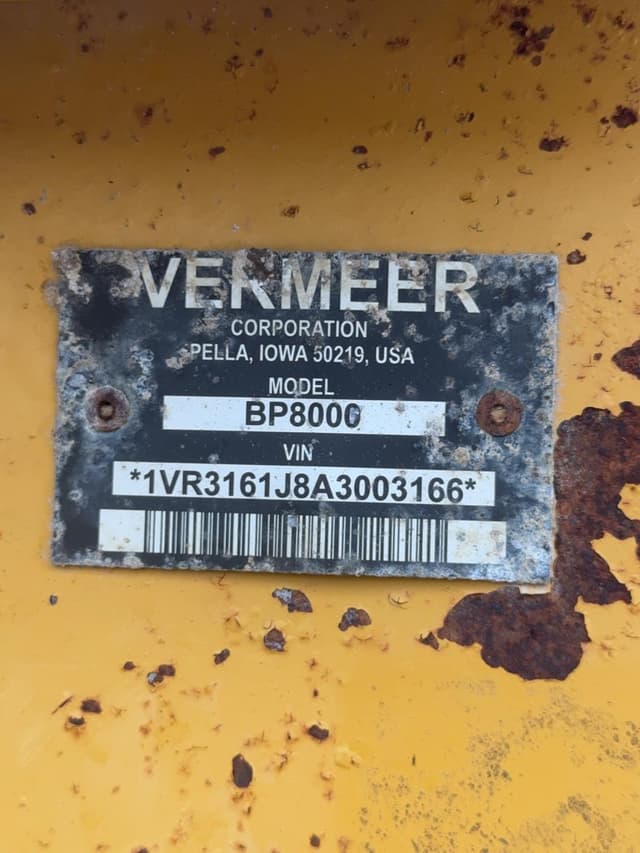 VERMEER
CORPORATION
PELLA, IOWA 50219, USA
MODEL
BP8000
VIN
*1VR3161J8A3003166*